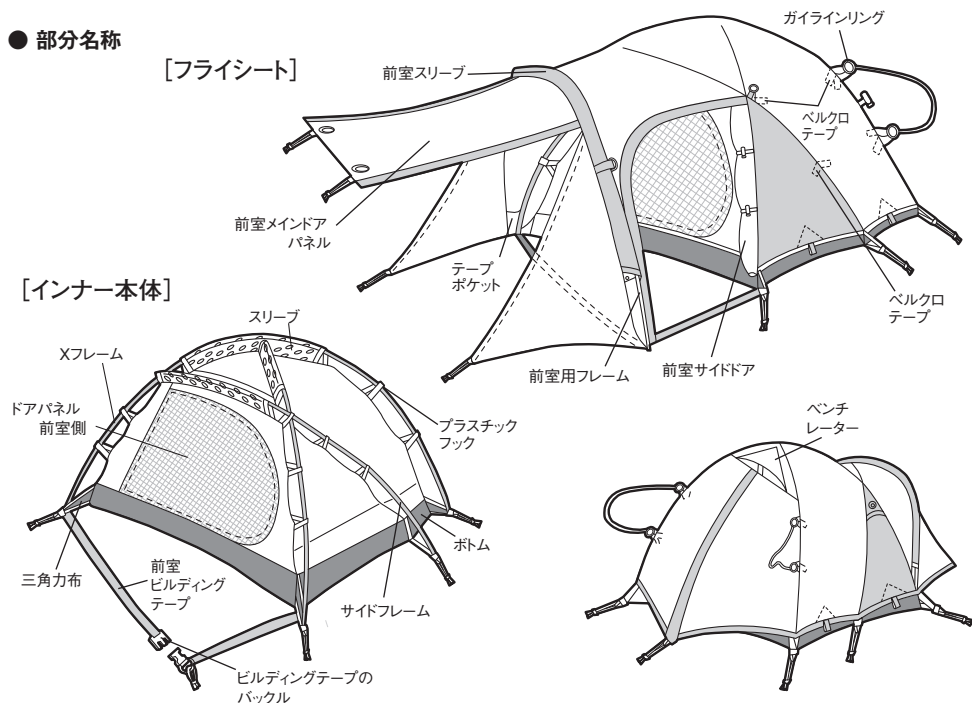 ● 部分名称
［フライシート］
前室スリーブ
ガイラインリング
ベルクロ
テープ
前室メインドア
パネル
テープ
ポケット
ベルクロ
テープ
前室用フレーム
前室サイドドア
［インナー本体］
スリーブ
Xフレーム
ドアパネル
前室側
プラスチック
フック
ボトム
三角力布
前室
ビルディング
テープ
サイドフレーム
ビルディングテープの
バックル
ベンチ
レーター